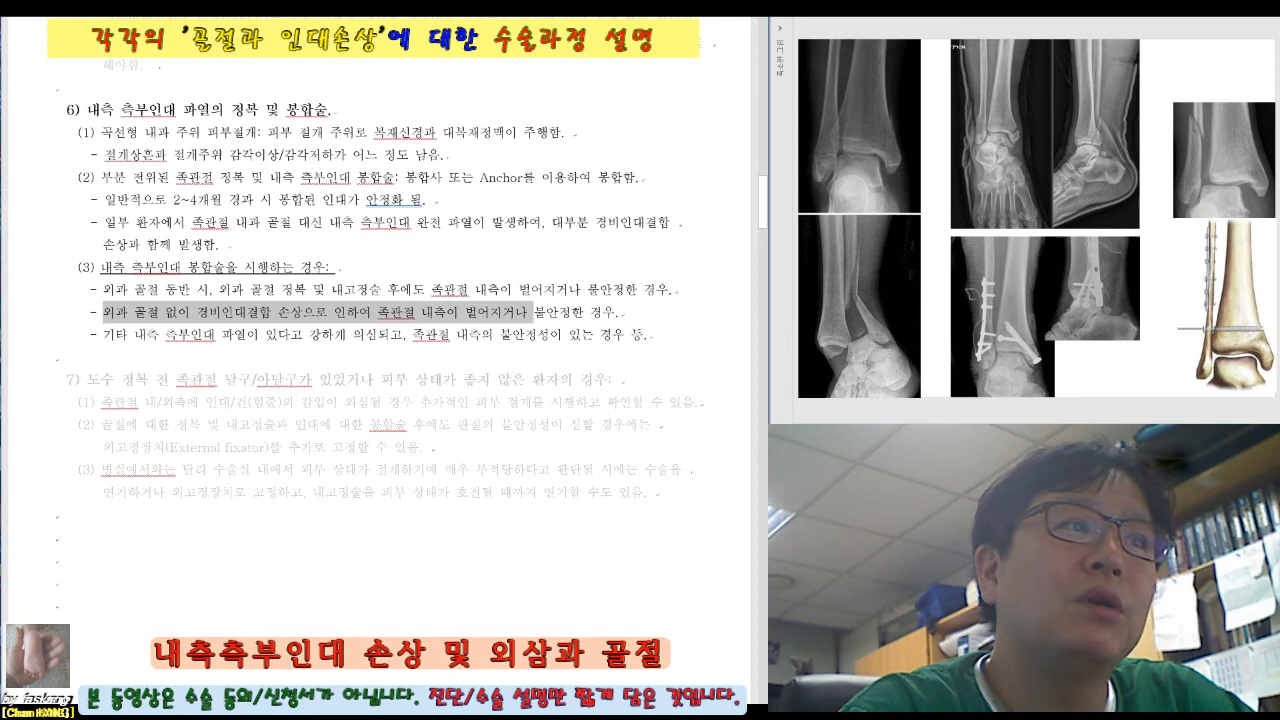 각각의 '골절과 인대손상'에 대한 수술과정 설명
해야함.
6) 내측 측부인대 파열의 정복 및 봉합술.
(1) 곡선형 내과 주위 피부절개: 피부 절개 주위로 복재신경과 대복재정맥이 주행함.
- 절개상흔과 절개주위 감각이상/감각저하가 어느 정도 남음.
(2) 부분 전위된 족관절 정복 및 내측 측부인대 봉합술: 봉합사 또는 Anchor를 이용하여 봉합함.
- 일반적으로 2~4개월 경과 시 봉합된 인대가 안정화 됨.
- 일부 환자에서 족관절 내과 골절 대신 내측 측부인대 완전 파열이 발생하여, 대부분 경비인대결합
손상과 함께 발생함.
(3) 내측 측부인대 봉합술을 시행하는 경우:
- 외과 골절 동반 시, 외과 골절 정복 및 내고정술 후에도 족관절 내측이 벌어지거나 불안정한 경우.
- 외과 골절 없이 경비인대결합 손상으로 인하여 족관절 내측이 벌어지거나 불안정한 경우.
- 기타 내측 측부인대 파열이 있다고 강하게 의심되고, 족관절 내측의 불안정성이 있는 경우 등.
7) 도수 정복 전 족관절 탈구/아탈구가 있었거나 피부 상태가 좋지 않은 환자의 경우:
(1) 족관절 내/외측에 인대/건(힘줄)의 감입이 의심될 경우 추가적인 피부 절개를 시행하고 확인할 수 있음.
(2) 골절에 대한 정복 및 내고정술과 인대에 대한 봉합술 후에도 관절의 불안정성이 심할 경우에는
외고정장치(External fixator)를 추가로 고정할 수 있음.
(3) 병실에서와는 달리 수술실 내에서 피부 상태가 절개하기에 매우 부적당하다고 판단될 시에는 수술을
연기하거나 외고정장치로 고정하고, 내고정술을 피부 상태가 호전될 때까지 연기할 수도 있음.
내측측부인대 손상 및 외삼과 골절
본 동영상은 수술 동의/신청서가 아닙니다. 진단/수술 설명만 짧게 담은 것입니다.